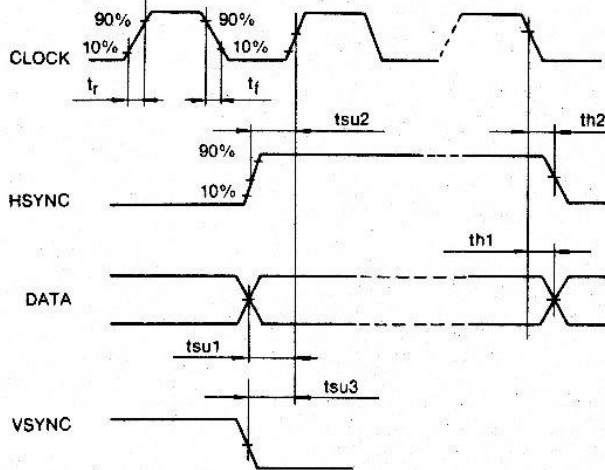 90% 90%
10% 10%
CLOCK
tr tf
tsu2 th2
90%
10%
HSYNC
th1
DATA
tsu1
tsu3
VSYNC